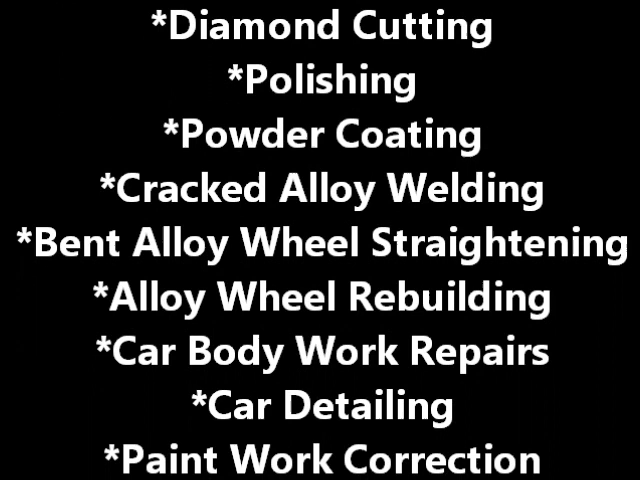 *Diamond Cutting
*Polishing
*Powder Coating
*Cracked Alloy Welding
*Bent Alloy Wheel Straightening
*Alloy Wheel Rebuilding
*Car Body Work Repairs
*Car Detailing
*Paint Work Correction